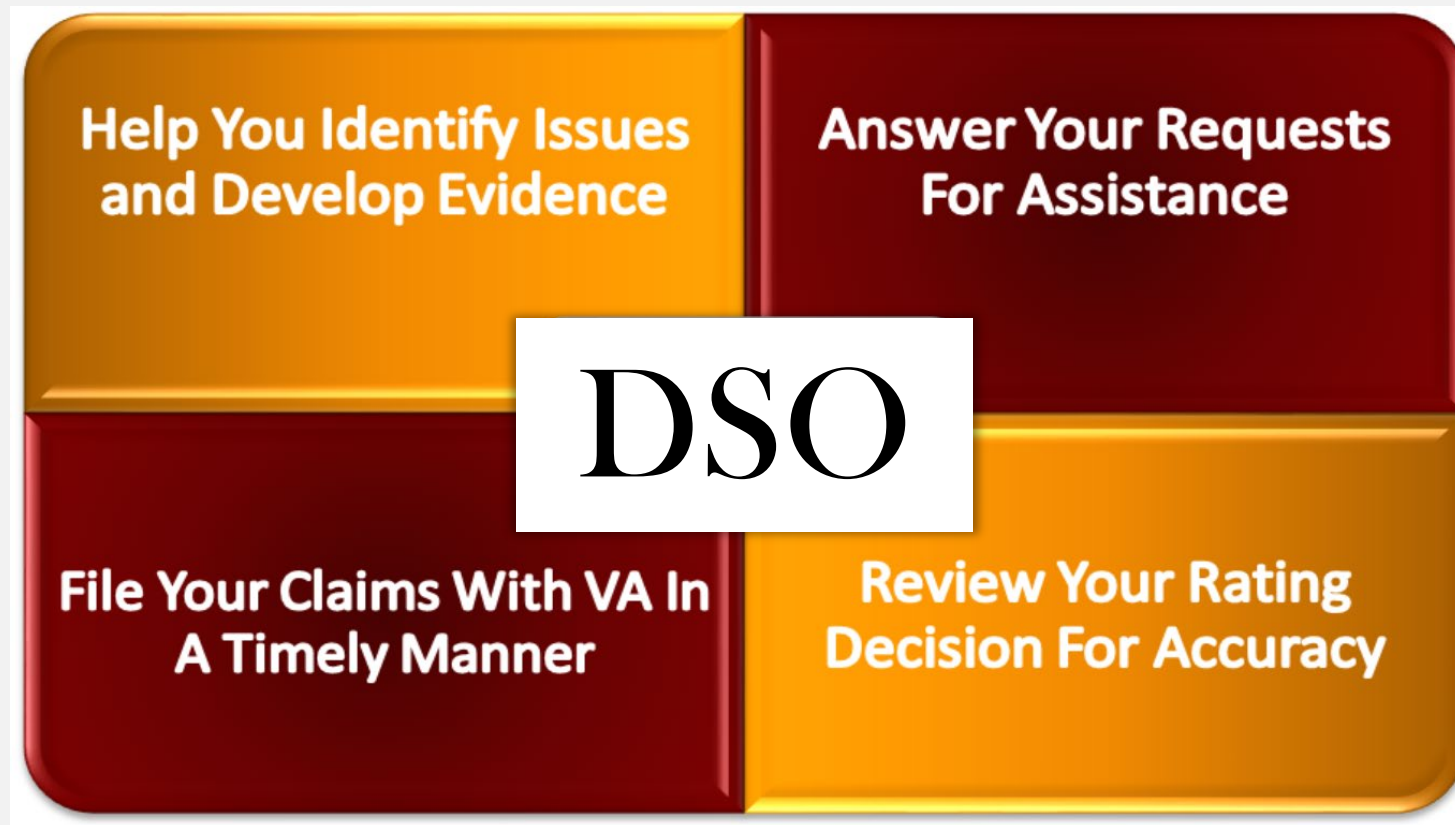 Help You Identify Issues
and Develop Evidence
Answer Your Requests
For Assistance
DSO
File Your Claims With VA In
A Timely Manner
Review Your Rating
Decision For Accuracy